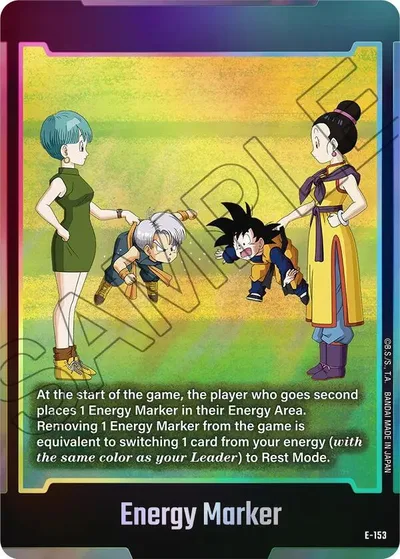 SAMPLE
At the start of the game, the player who goes second
places 1 Energy Marker in their Energy Area.
Removing 1 Energy Marker from the game is
equivalent to switching 1 card from your energy (with
the same color as your Leader) to Rest Mode.
©B.S./S., T.A. BANDAI MADE IN JAPAN
Energy Marker
E-153